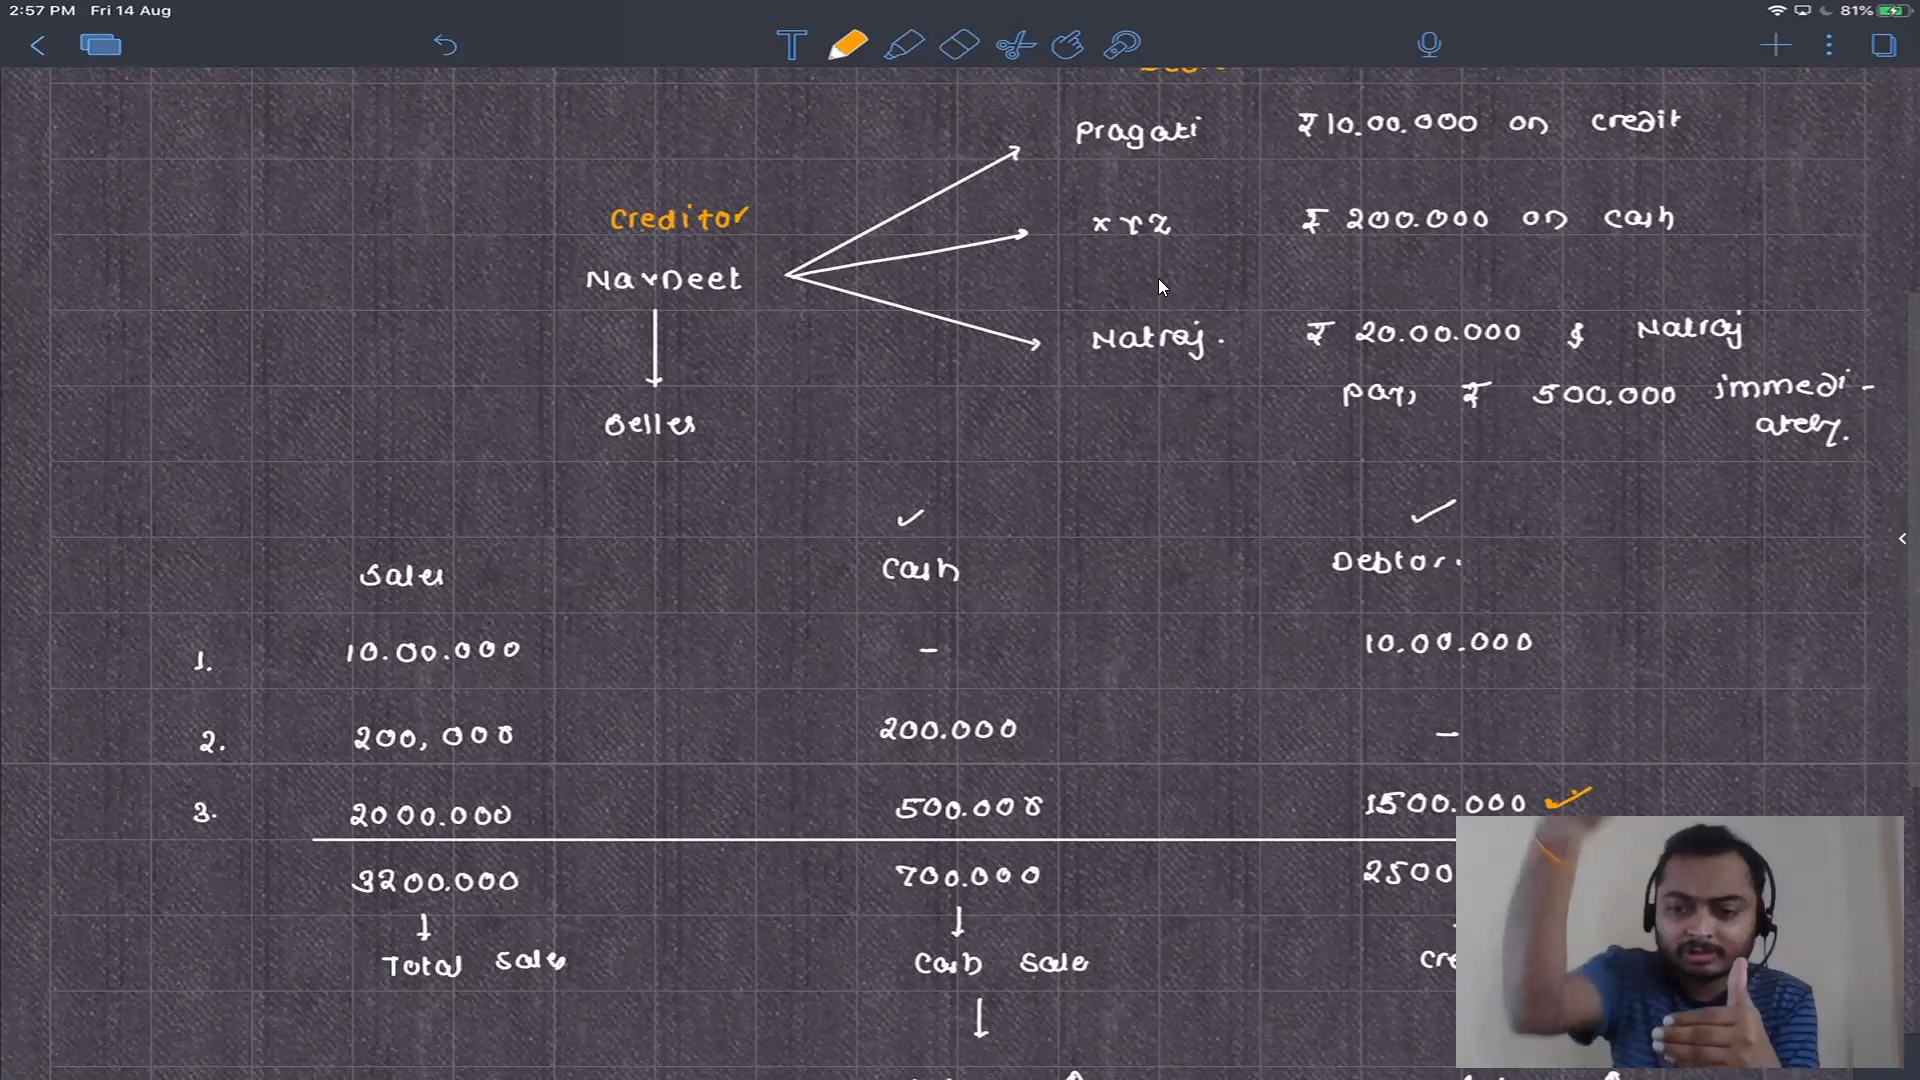 2:57 PM Fri 14 Aug 81%
Pragati ₹10.00.000 on credit
Creditor
XYZ ₹ 200.000 on cash
Navneet
Natraj. ₹ 20.00.000 & Natraj
pays ₹ 500.000 immedi-
ately.
Seller
Sales Cash Debtor.
1. 10.00.000 - 10.00.000
2. 200,000 200.000 -
3. 2000.000 500.000 1500.000
3200.000 700.000 2500
Total Sales Cash Sale Cre